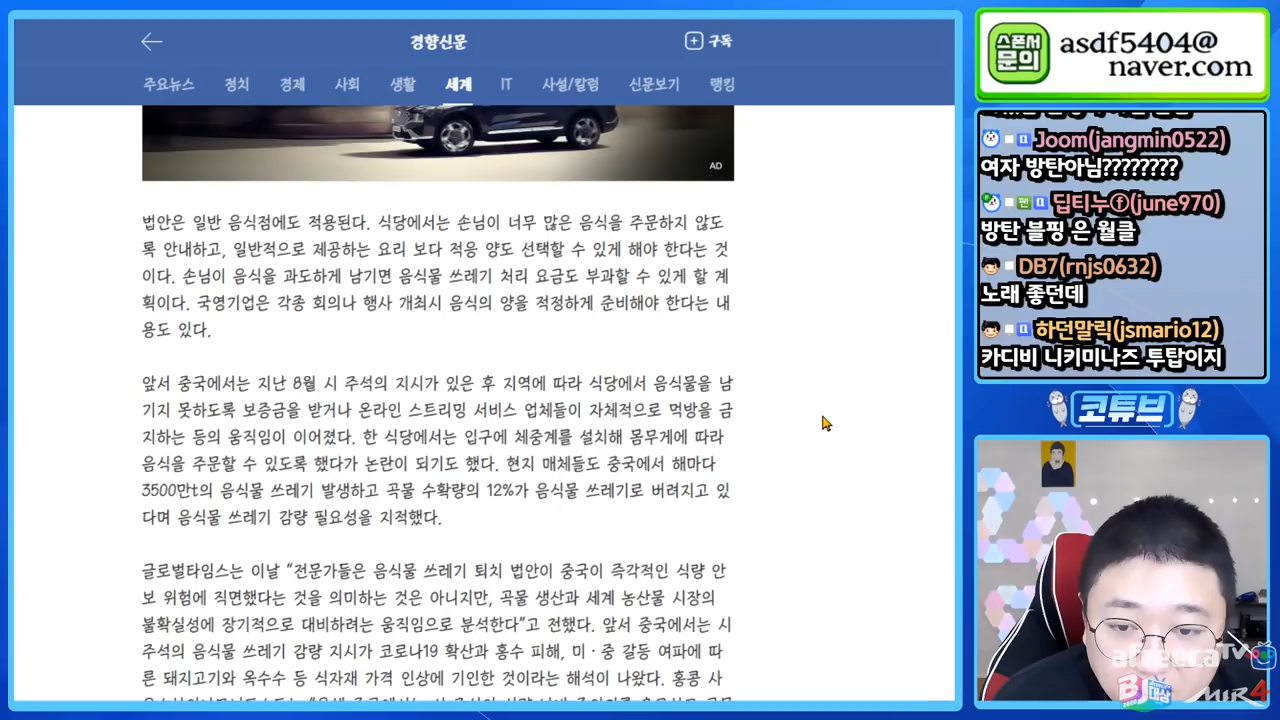 경향신문
구독
주요뉴스 정치 경제 사회 생활 세계 IT 사설/칼럼 신문보기 랭킹
AD
법안은 일반 음식점에도 적용된다. 식당에서는 손님이 너무 많은 음식을 주문하지 않도
록 안내하고, 일반적으로 제공하는 요리 보다 적응 양도 선택할 수 있게 해야 한다는 것
이다. 손님이 음식을 과도하게 남기면 음식물 쓰레기 처리 요금도 부과할 수 있게 할 계
획이다. 국영기업은 각종 회의나 행사 개최시 음식의 양을 적정하게 준비해야 한다는 내
용도 있다.
앞서 중국에서는 지난 8월 시 주석의 지시가 있은 후 지역에 따라 식당에서 음식물을 남
기지 못하도록 보증금을 받거나 온라인 스트리밍 서비스 업체들이 자체적으로 먹방을 금
지하는 등의 움직임이 이어졌다. 한 식당에서는 입구에 체중계를 설치해 몸무게에 따라
음식을 주문할 수 있도록 했다가 논란이 되기도 했다. 현지 매체들도 중국에서 해마다
3500만t의 음식물 쓰레기 발생하고 곡물 수확량의 12%가 음식물 쓰레기로 버려지고 있
다며 음식물 쓰레기 감량 필요성을 지적했다.
글로벌타임스는 이날 “전문가들은 음식물 쓰레기 퇴치 법안이 중국이 즉각적인 식량 안
보 위험에 직면했다는 것을 의미하는 것은 아니지만, 곡물 생산과 세계 농산물 시장의
불확실성에 장기적으로 대비하려는 움직임으로 분석한다”고 전했다. 앞서 중국에서는 시
주석의 음식물 쓰레기 감량 지시가 코로나19 확산과 홍수 피해, 미·중 갈등 여파에 따
른 돼지고기와 옥수수 등 식자재 가격 인상에 기인한 것이라는 해석이 나왔다. 홍콩 사
스폰서
문의
asdf5404@
naver.com
Joom(jangmin0522)
여자 방탄아님????????
팬 딥티누ⓕ(june970)
방탄 블핑 은 월클
DB7(rnjs0632)
노래 좋던데
하던말릭(jsmario12)
카디비 니키미나즈 투탑이지
코튜브
afreecaTV
BJ대상
MIR4